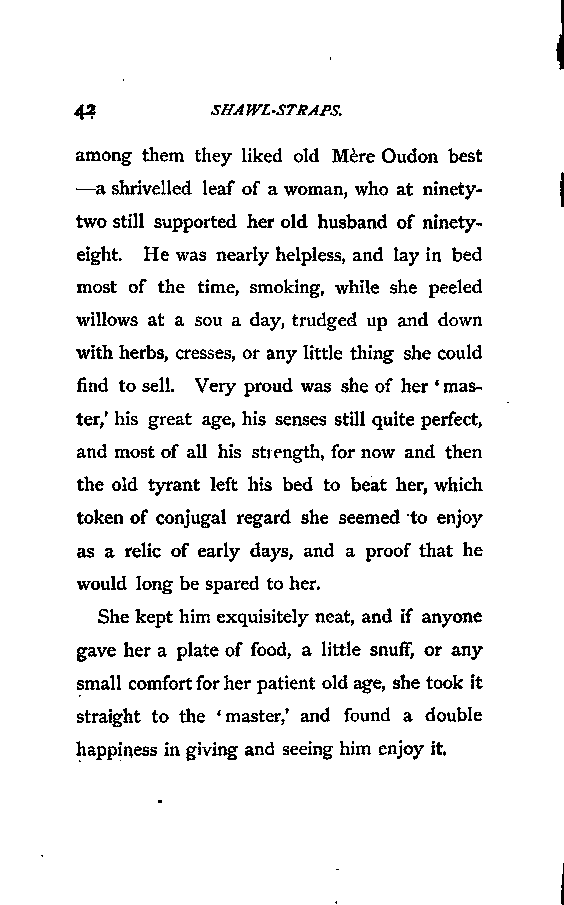 42 SHAWL-STRAPS.
among them they liked old Mère Oudon best
—a shrivelled leaf of a woman, who at ninety-
two still supported her old husband of ninety-
eight. He was nearly helpless, and lay in bed
most of the time, smoking, while she peeled
willows at a sou a day, trudged up and down
with herbs, cresses, or any little thing she could
find to sell. Very proud was she of her ‘mas-
ter,’ his great age, his senses still quite perfect,
and most of all his strength, for now and then
the old tyrant left his bed to beat her, which
token of conjugal regard she seemed to enjoy
as a relic of early days, and a proof that he
would long be spared to her.
She kept him exquisitely neat, and if anyone
gave her a plate of food, a little snuff, or any
small comfort for her patient old age, she took it
straight to the ‘master,’ and found a double
happiness in giving and seeing him enjoy it.